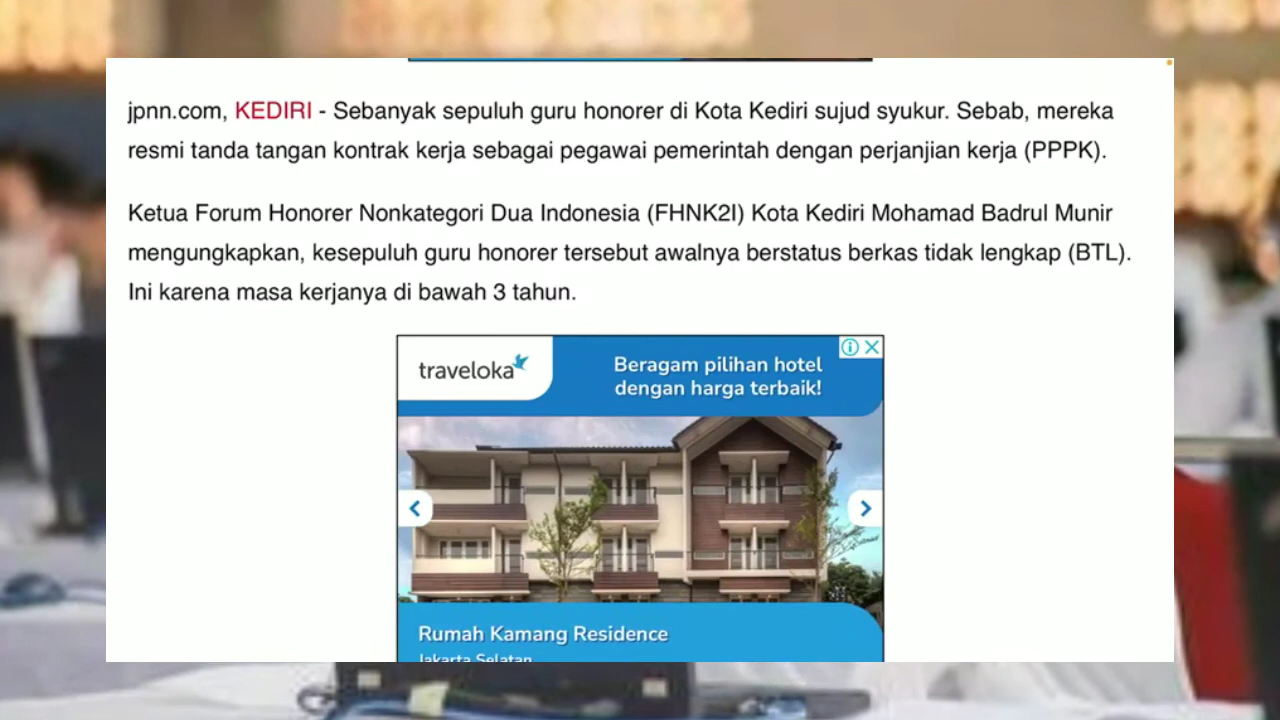 jpnn.com, KEDIRI - Sebanyak sepuluh guru honorer di Kota Kediri sujud syukur. Sebab, mereka
resmi tanda tangan kontrak kerja sebagai pegawai pemerintah dengan perjanjian kerja (PPPK).
Ketua Forum Honorer Nonkategori Dua Indonesia (FHNK2I) Kota Kediri Mohamad Badrul Munir
mengungkapkan, kesepuluh guru honorer tersebut awalnya berstatus berkas tidak lengkap (BTL).
Ini karena masa kerjanya di bawah 3 tahun.
traveloka
Beragam pilihan hotel
dengan harga terbaik!
Rumah Kamang Residence
Jakarta Selatan